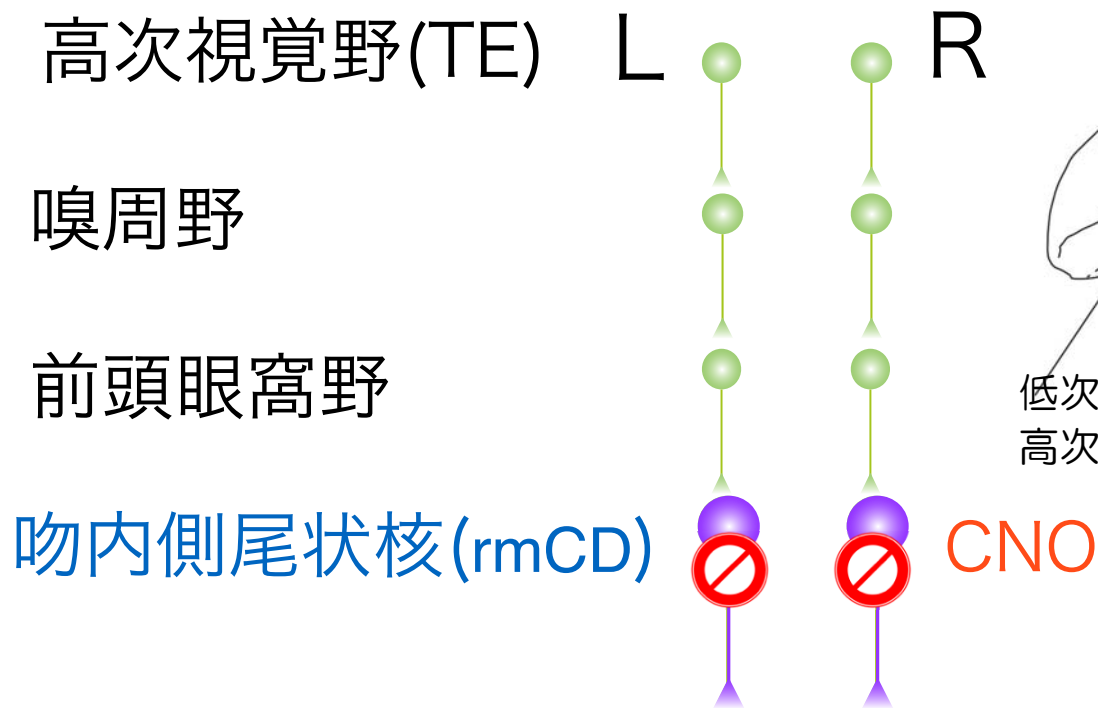 高次視覚野(TE) L R
嗅周野
前頭眼窩野
低次
高次
吻内側尾状核(rmCD) CNO